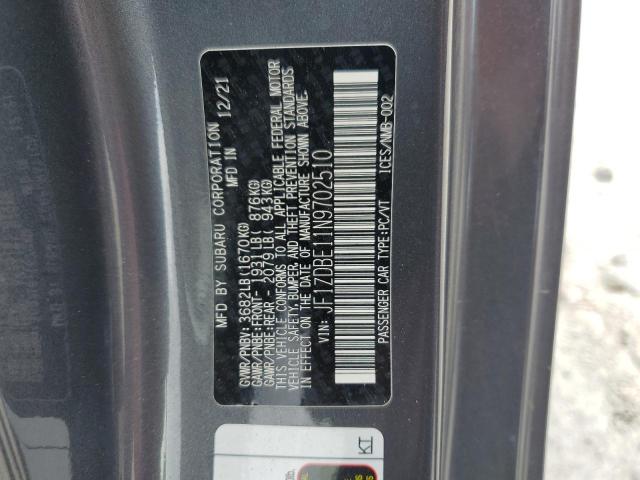 MFD BY SUBARU CORPORATION 12/21
MFD IN
GVWR/PNBV: 3682LB(1670KG)
GAWR/PNBE:FRONT- 1931LB( 876KG)
GAWR/PNBE:REAR - 2079LB( 943KG)
THIS VEHICLE CONFORMS TO ALL APPLICABLE FEDERAL MOTOR
VEHICLE SAFETY, BUMPER, AND THEFT PREVENTION STANDARDS
IN EFFECT ON THE DATE OF MANUFACTURE SHOWN ABOVE.
VIN: JF1ZDBE11N9702510
PASSENGER CAR TYPE:PC/VT ICES/NMB-002